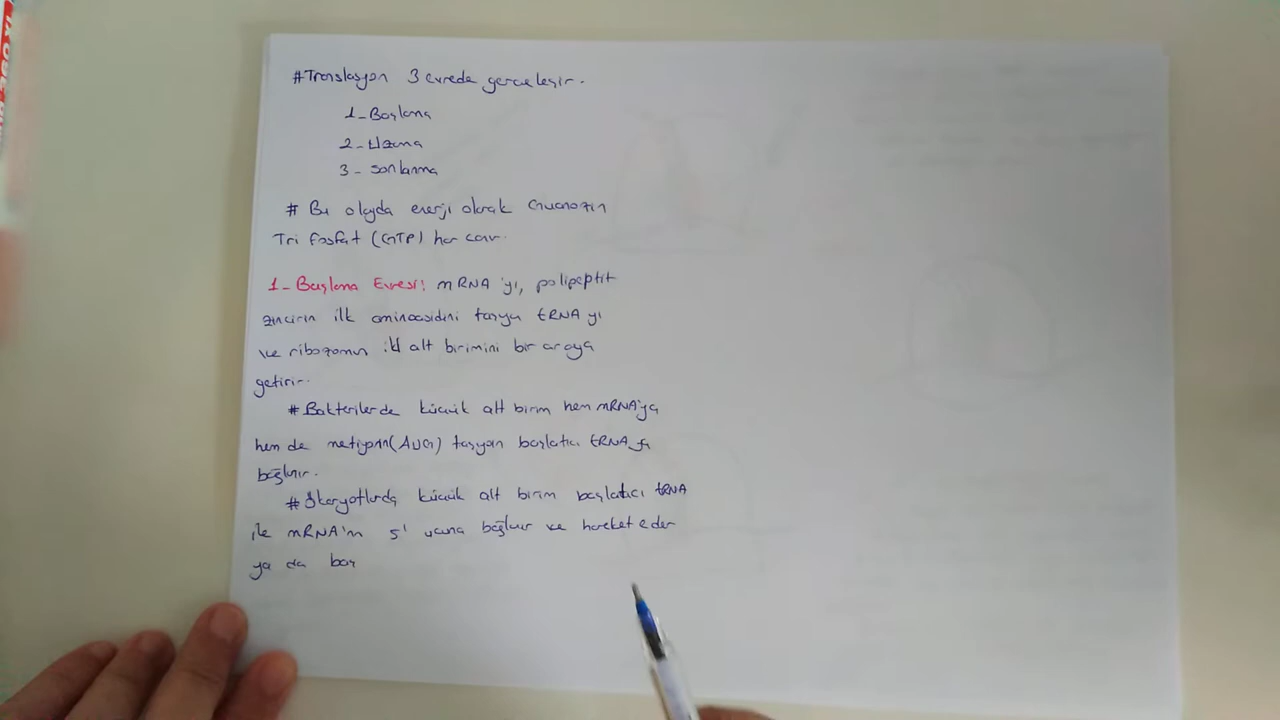 #Translasyon 3 evrede gerçekleşir.
1-Başlama
2-Uzama
3-Sonlanma
# Bu olayda enerji olarak Guanozin
Tri fosfat (GTP) harcanır.
1-Başlama Evresi: mRNA'yı, polipeptit
zincirin ilk aminoasidini taşıyan tRNA yı
ve ribozomun iki alt birimini bir araya
getirir.
#Bakterilerde küçük alt birim hem mRNA'ya
hem de metiyonin(AUG) taşıyan başlatıcı tRNA ya
bağlanır.
#Ökaryotlarda küçük alt birim başlatıcı tRNA
ile mRNA'nın 5' ucuna bağlanır ve hareket eder
ya da baş